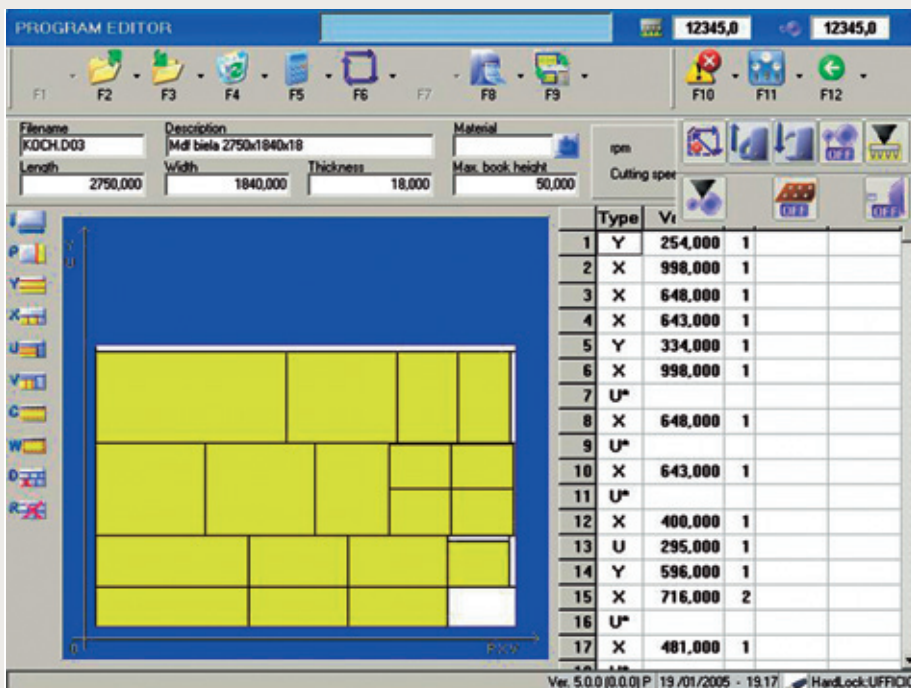 PROGRAM EDITOR 12345,0 12345,0
F1 F2 F3 F4 F5 F6 F7 F8 F9 F10 F11 F12
Filename Description Material
KOCH.D03 Mdf biela 2750x1840x18
rpm
OFF
Length Width Thickness Max. book height
Cutting spee
2750,000 1840,000 18,000 50,000
OFF OFF
Type
1 Y 254,000 1
2 X 998,000 1
3 X 648,000 1
4 X 643,000 1
5 Y 334,000 1
6 X 998,000 1
7 U*
8 X 648,000 1
9 U*
10 X 643,000 1
11 U*
12 X 400,000 1
13 U 295,000 1
14 Y 596,000 1
15 X 716,000 2
16 U*
17 X 481,000 1
P
Y
X
U
V
C
W
D
R
Y
U
0
Ver. 5.0.0 (0.0.0) P 19/01/2005 - 19.17 HardLock:UFFICIO